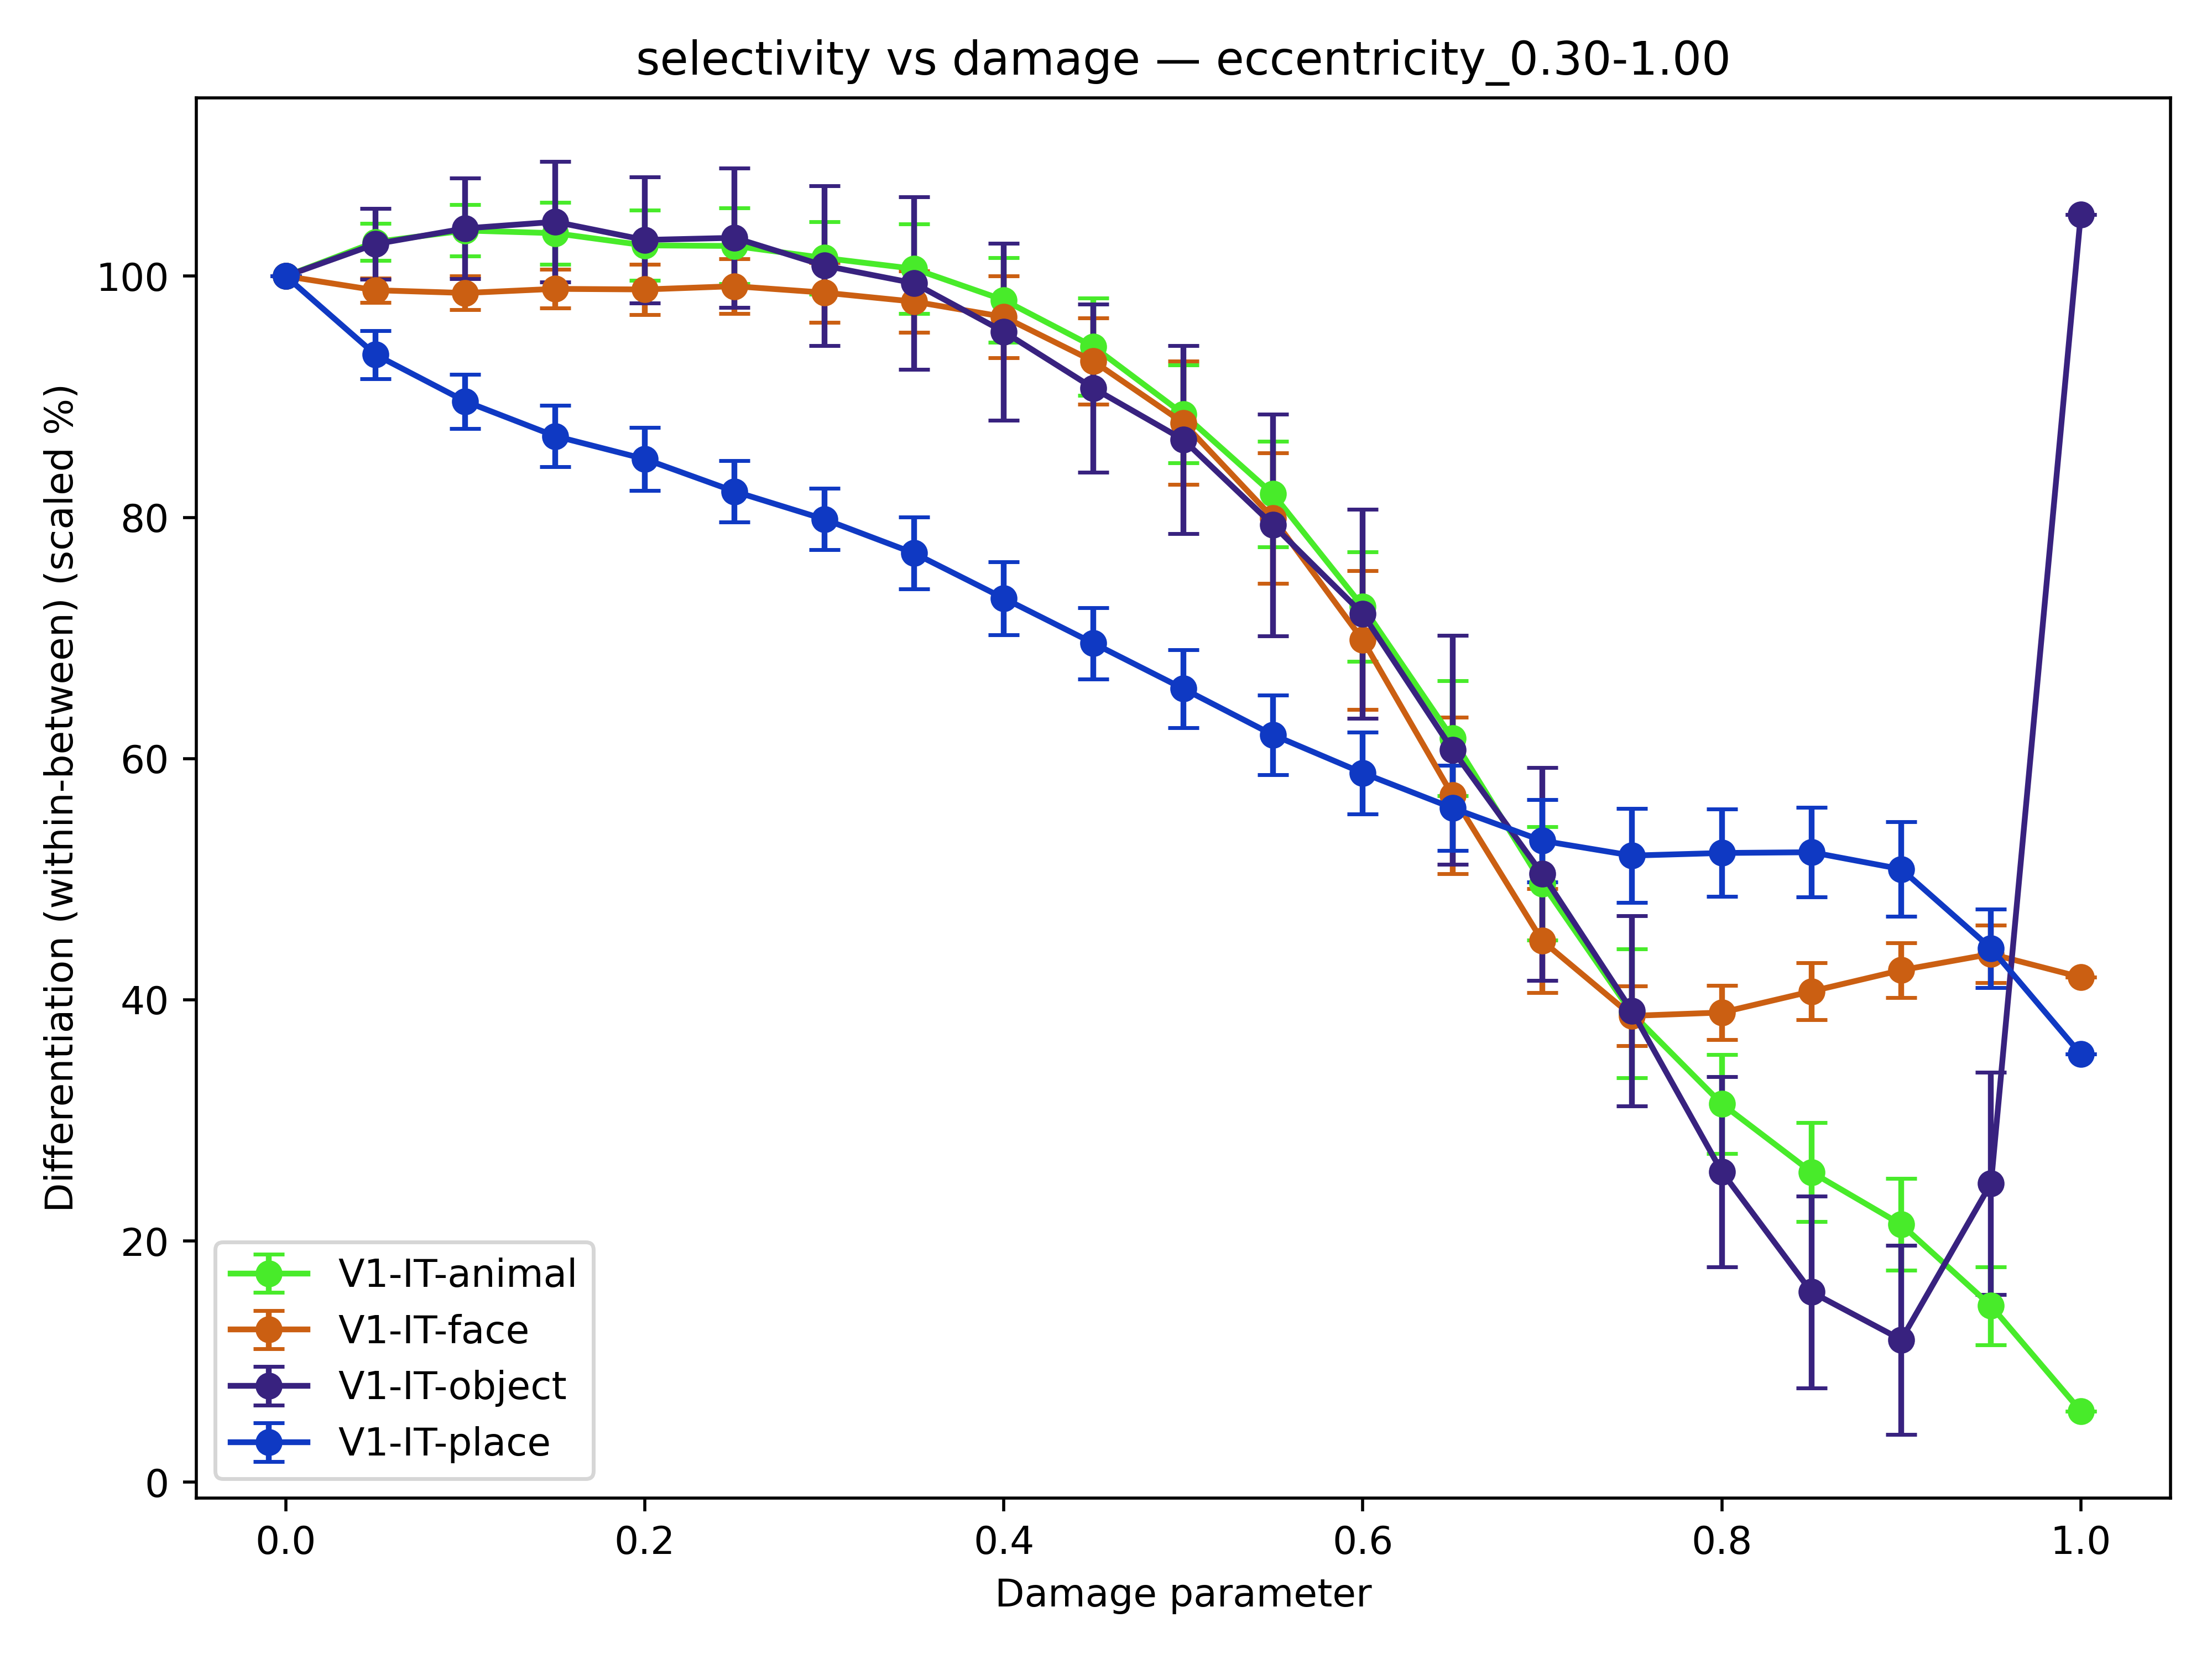 selectivity vs damage — eccentricity_0.30-1.00
Differentiation (within-between) (scaled %)
100
80
60
40
20
0
V1-IT-animal
V1-IT-face
V1-IT-object
V1-IT-place
0.0 0.2 0.4 0.6 0.8 1.0
Damage parameter